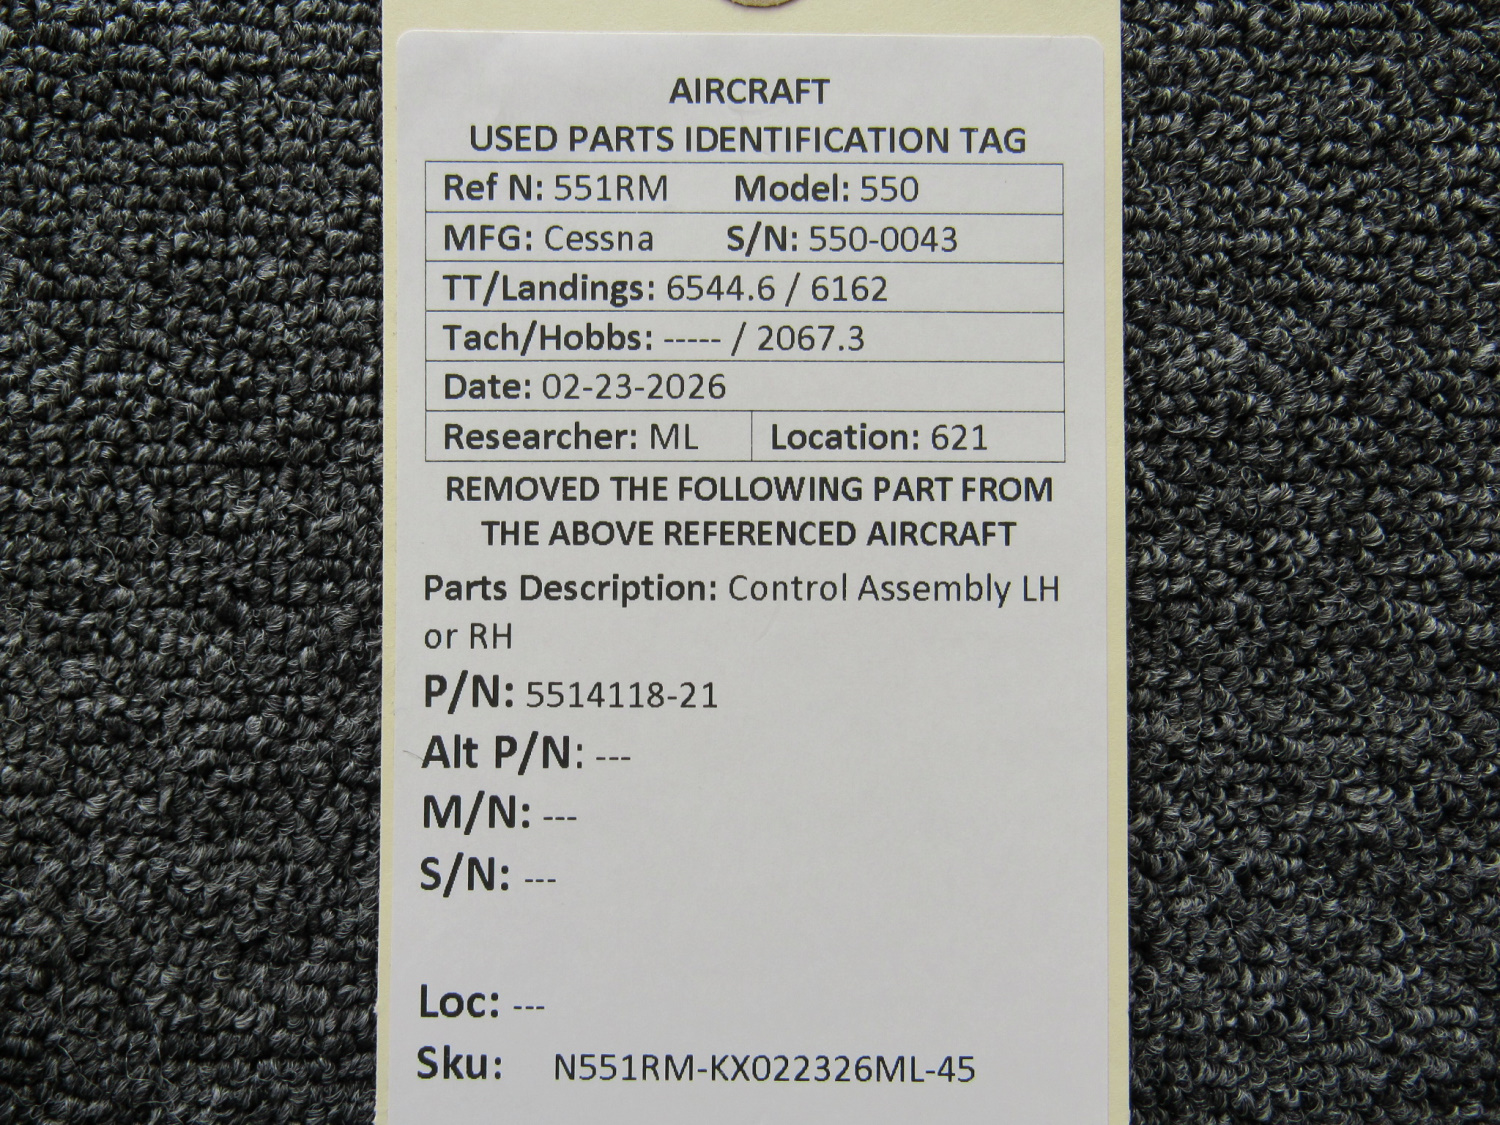 AIRCRAFT
USED PARTS IDENTIFICATION TAG
Ref N: 551RM Model: 550
MFG: Cessna S/N: 550-0043
TT/Landings: 6544.6 / 6162
Tach/Hobbs: ----- / 2067.3
Date: 02-23-2026
Researcher: ML Location: 621
REMOVED THE FOLLOWING PART FROM
THE ABOVE REFERENCED AIRCRAFT
Parts Description: Control Assembly LH
or RH
P/N: 5514118-21
Alt P/N: ---
M/N: ---
S/N: ---
Loc: ---
Sku: N551RM-KX022326ML-45